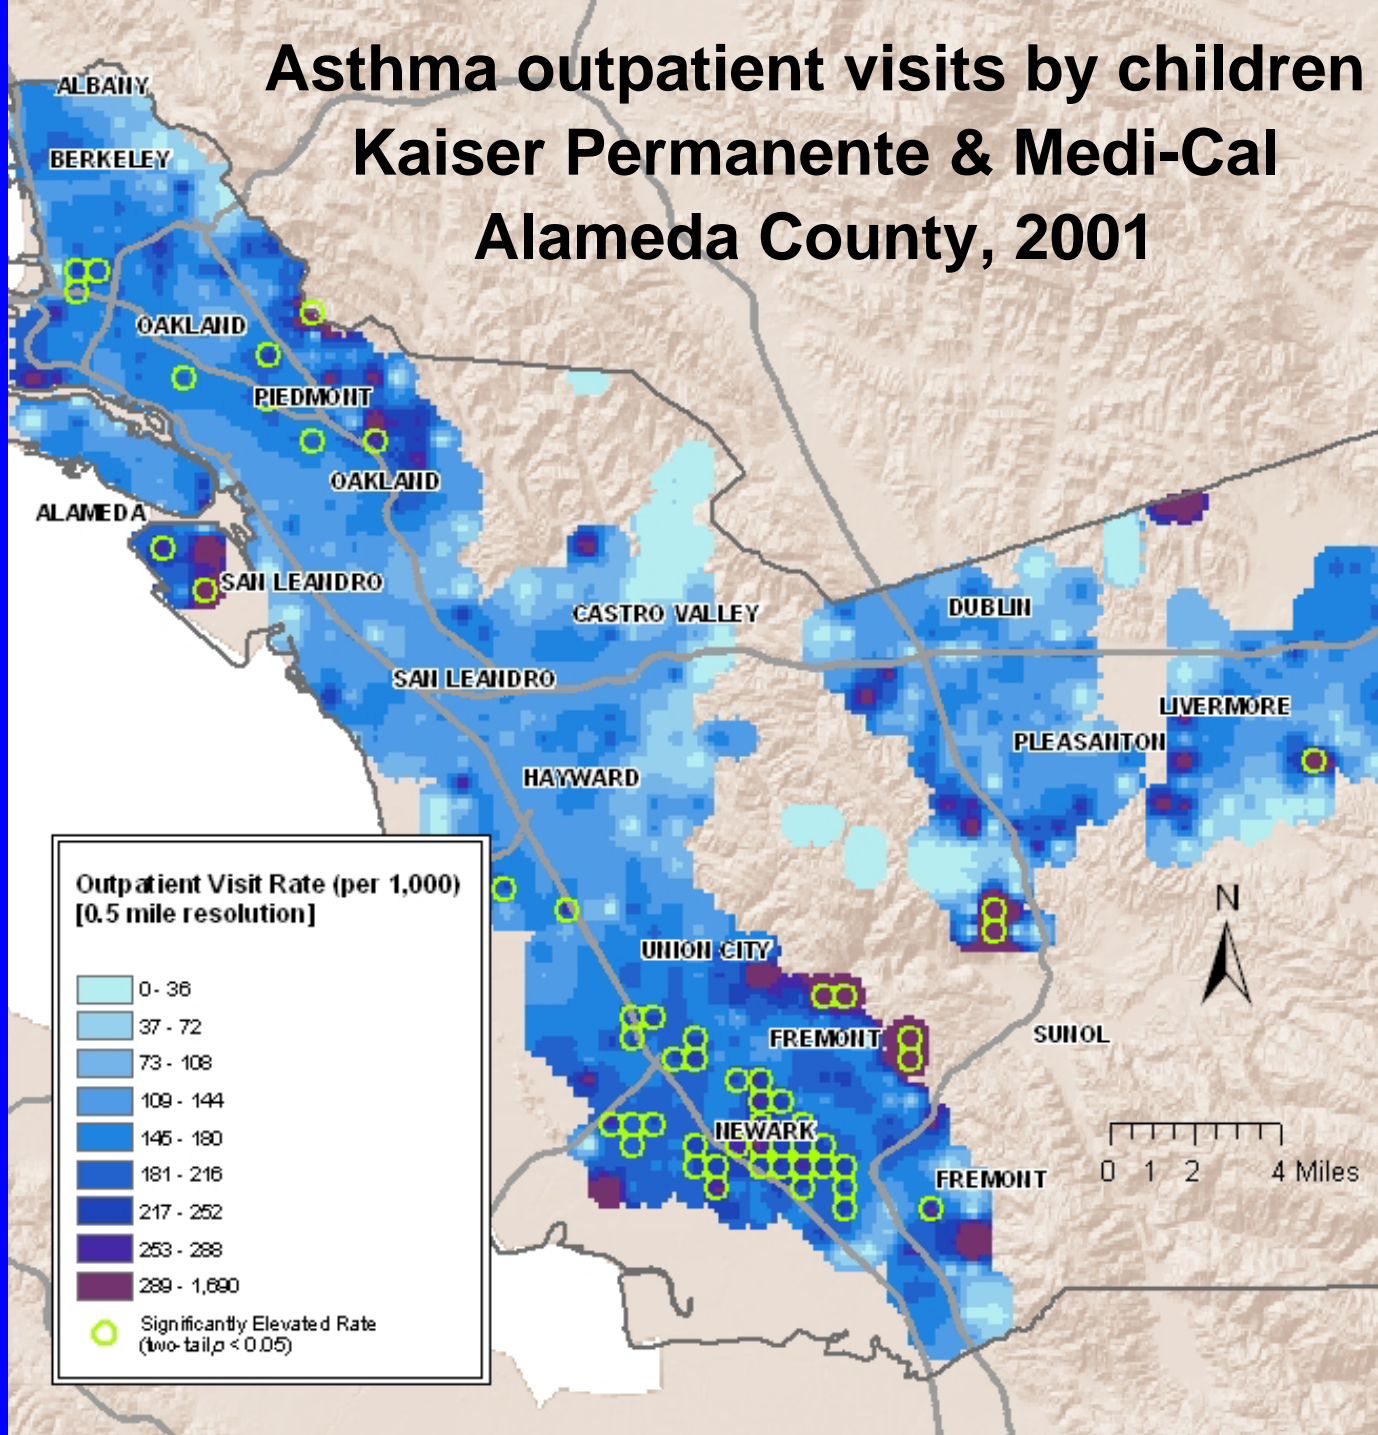 Asthma outpatient visits by children
Kaiser Permanente & Medi-Cal
Alameda County, 2001
ALBANY
BERKELEY
OAKLAND
PIEDMONT
OAKLAND
ALAMEDA
SAN LEANDRO
CASTRO VALLEY
DUBLIN
SAN LEANDRO
LIVERMORE
PLEASANTON
HAYWARD
UNION CITY
FREMONT
SUNOL
NEWARK
FREMONT
N
0 1 2 4 Miles
Outpatient Visit Rate (per 1,000)
[0.5 mile resolution]
0 - 36
37 - 72
73 - 108
109 - 144
145 - 180
181 - 216
217 - 252
253 - 288
289 - 1,690
Significantly Elevated Rate
(two-tail p < 0.05)